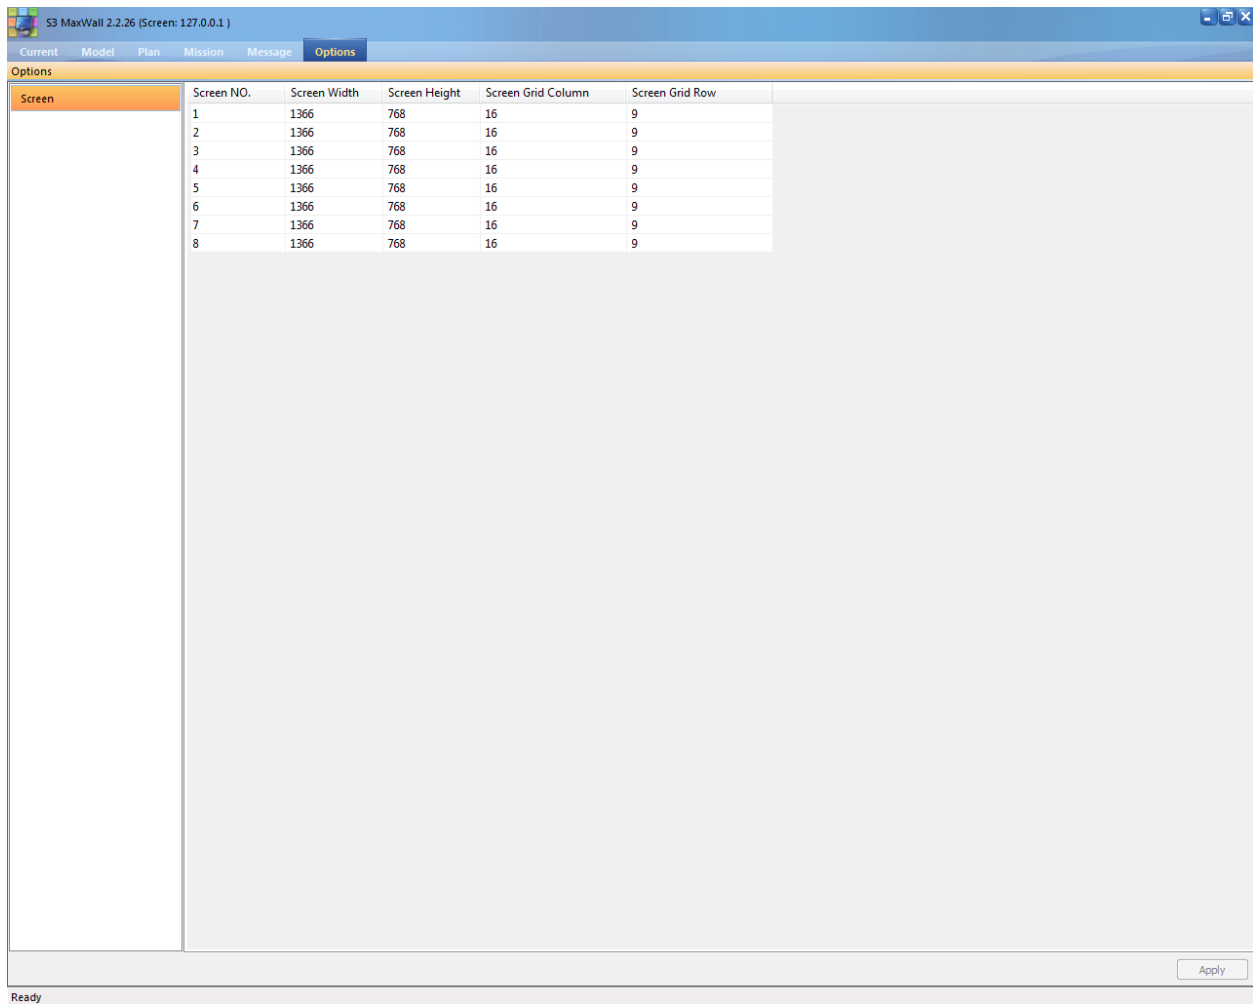 S3 MaxWall 2.2.26 (Screen: 127.0.0.1 )
Current Model Plan Mission Message Options
Options
Screen
Screen NO. Screen Width Screen Height Screen Grid Column Screen Grid Row
1 1366 768 16 9
2 1366 768 16 9
3 1366 768 16 9
4 1366 768 16 9
5 1366 768 16 9
6 1366 768 16 9
7 1366 768 16 9
8 1366 768 16 9
Apply
Ready